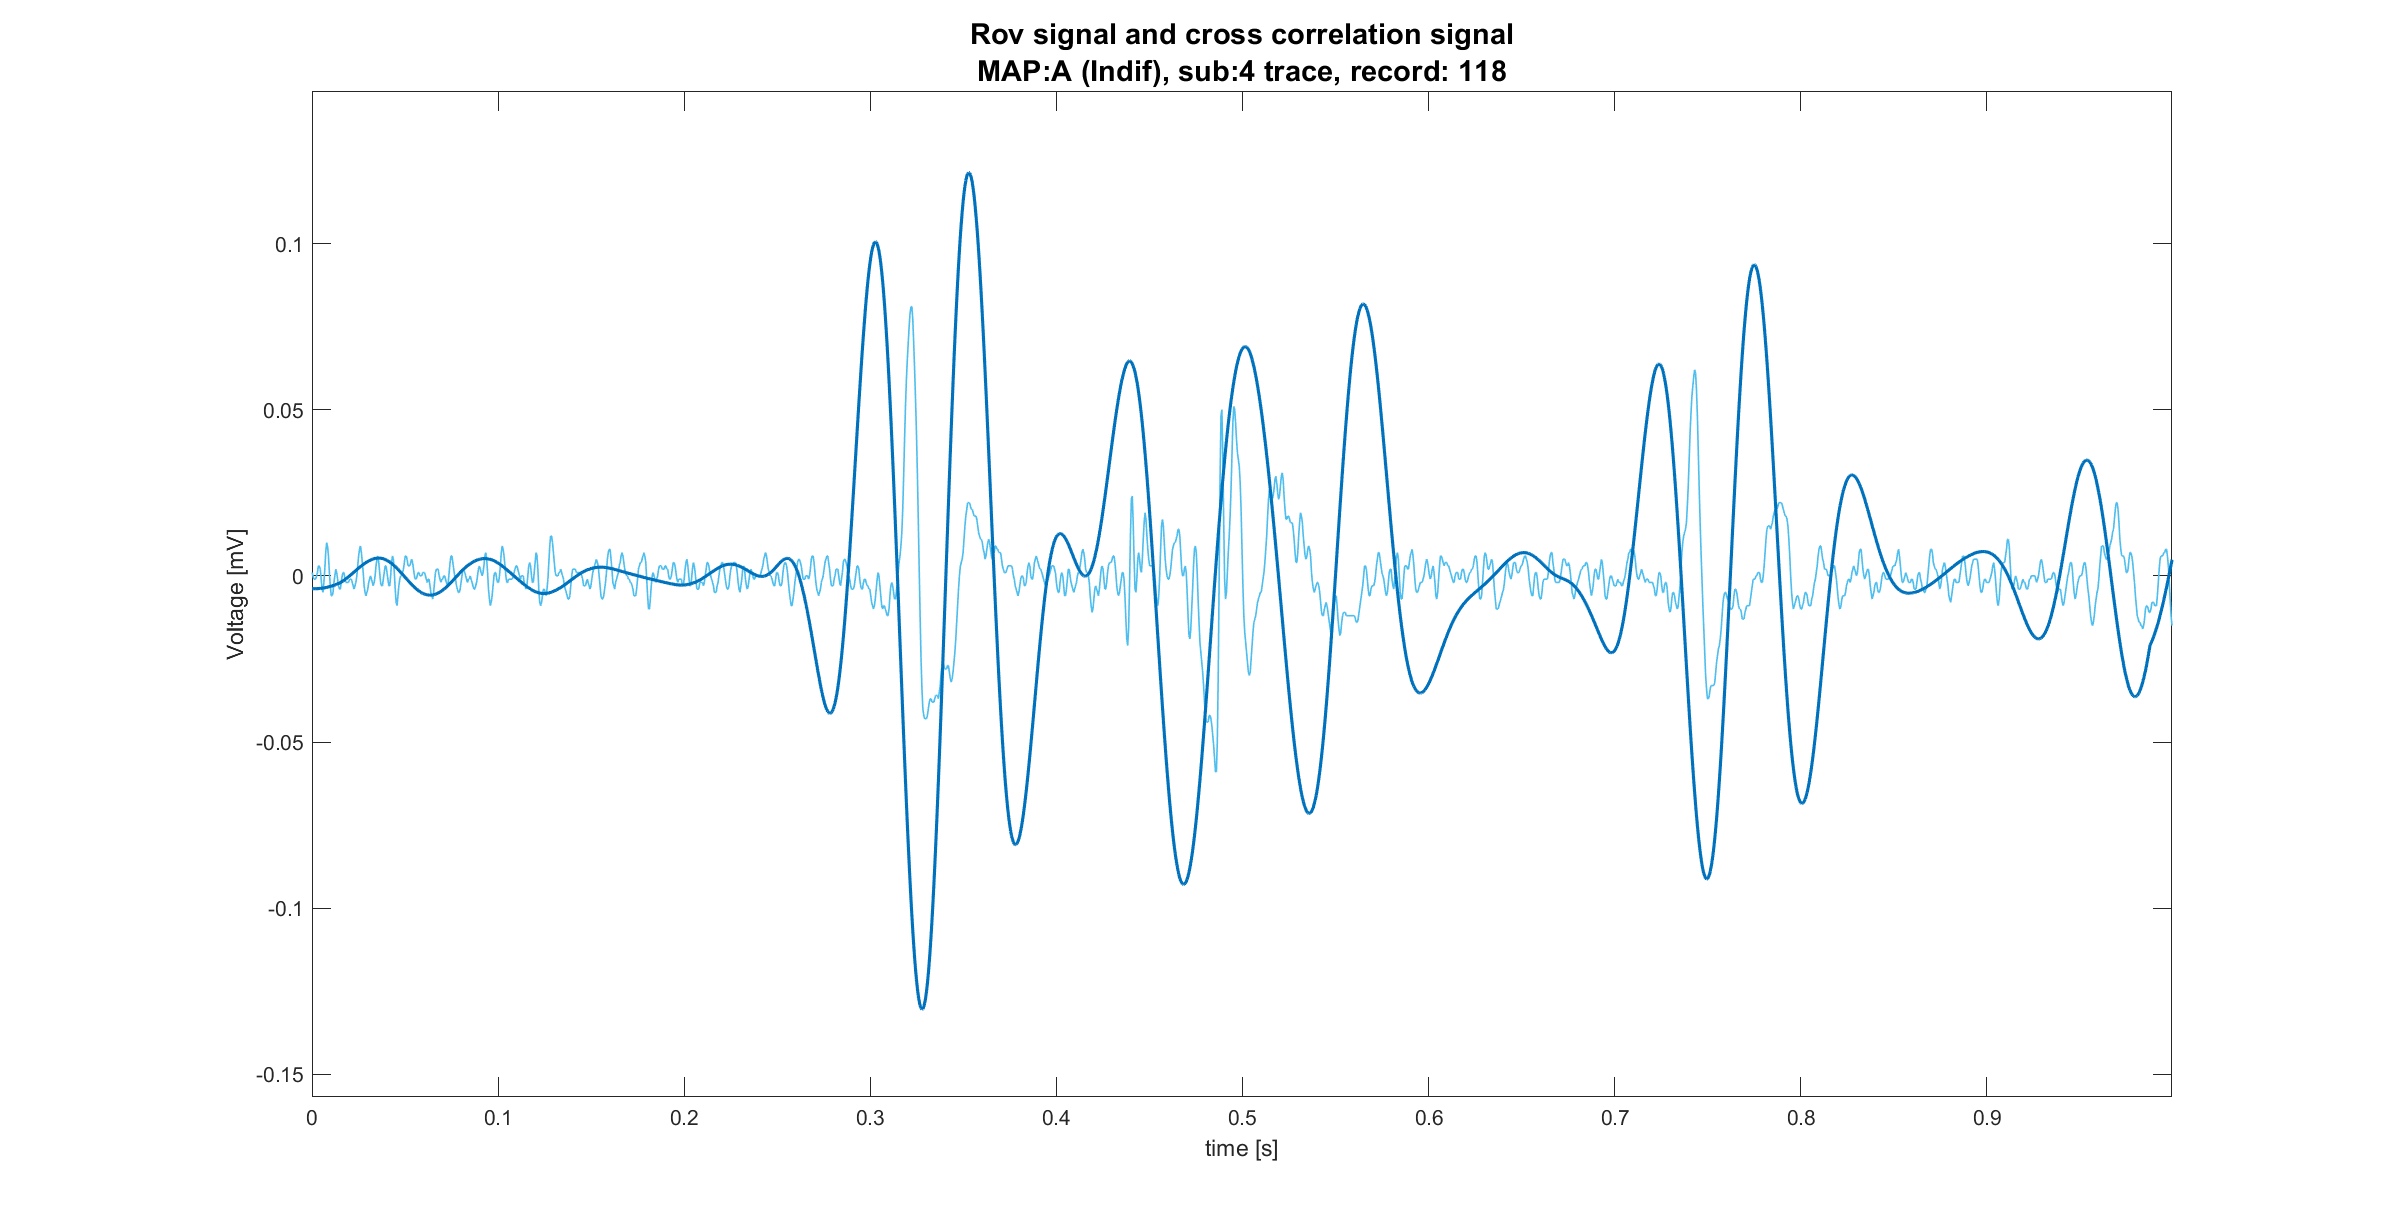 Rov signal and cross correlation signal
MAP:A (Indif), sub:4 trace, record: 118
0.1
0.05
0
-0.05
-0.1
-0.15
Voltage [mV]
0 0.1 0.2 0.3 0.4 0.5 0.6 0.7 0.8 0.9
time [s]